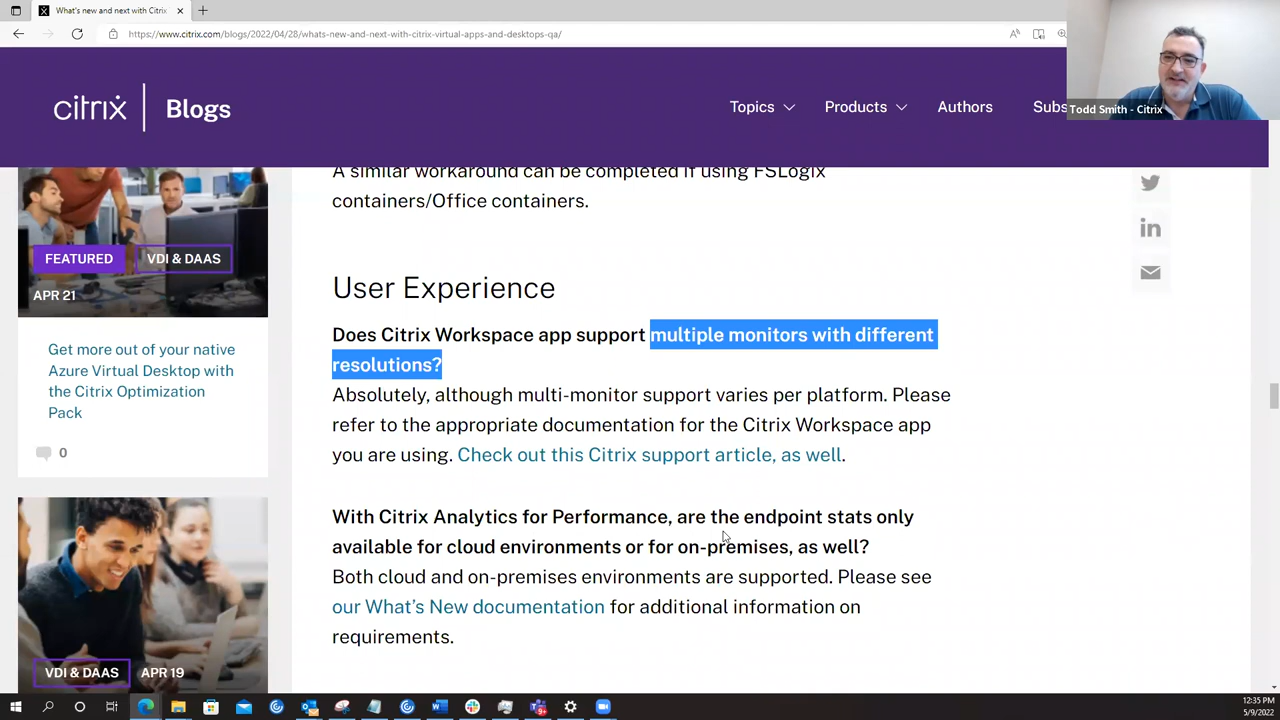 What's new and next with Citrix
https://www.citrix.com/blogs/2022/04/28/whats-new-and-next-with-citrix-virtual-apps-and-desktops-qa/
citrix | Blogs
Topics
Products
Authors
Subs
Todd Smith - Citrix
A similar workaround can be completed if using FSLogix
containers/Office containers.
FEATURED
VDI & DAAS
APR 21
Get more out of your native
Azure Virtual Desktop with
the Citrix Optimization
Pack
0
VDI & DAAS
APR 19
User Experience
Does Citrix Workspace app support multiple monitors with different
resolutions?
Absolutely, although multi-monitor support varies per platform. Please
refer to the appropriate documentation for the Citrix Workspace app
you are using. Check out this Citrix support article, as well.
With Citrix Analytics for Performance, are the endpoint stats only
available for cloud environments or for on-premises, as well?
Both cloud and on-premises environments are supported. Please see
our What's New documentation for additional information on
requirements.
12:35 PM
5/9/2022